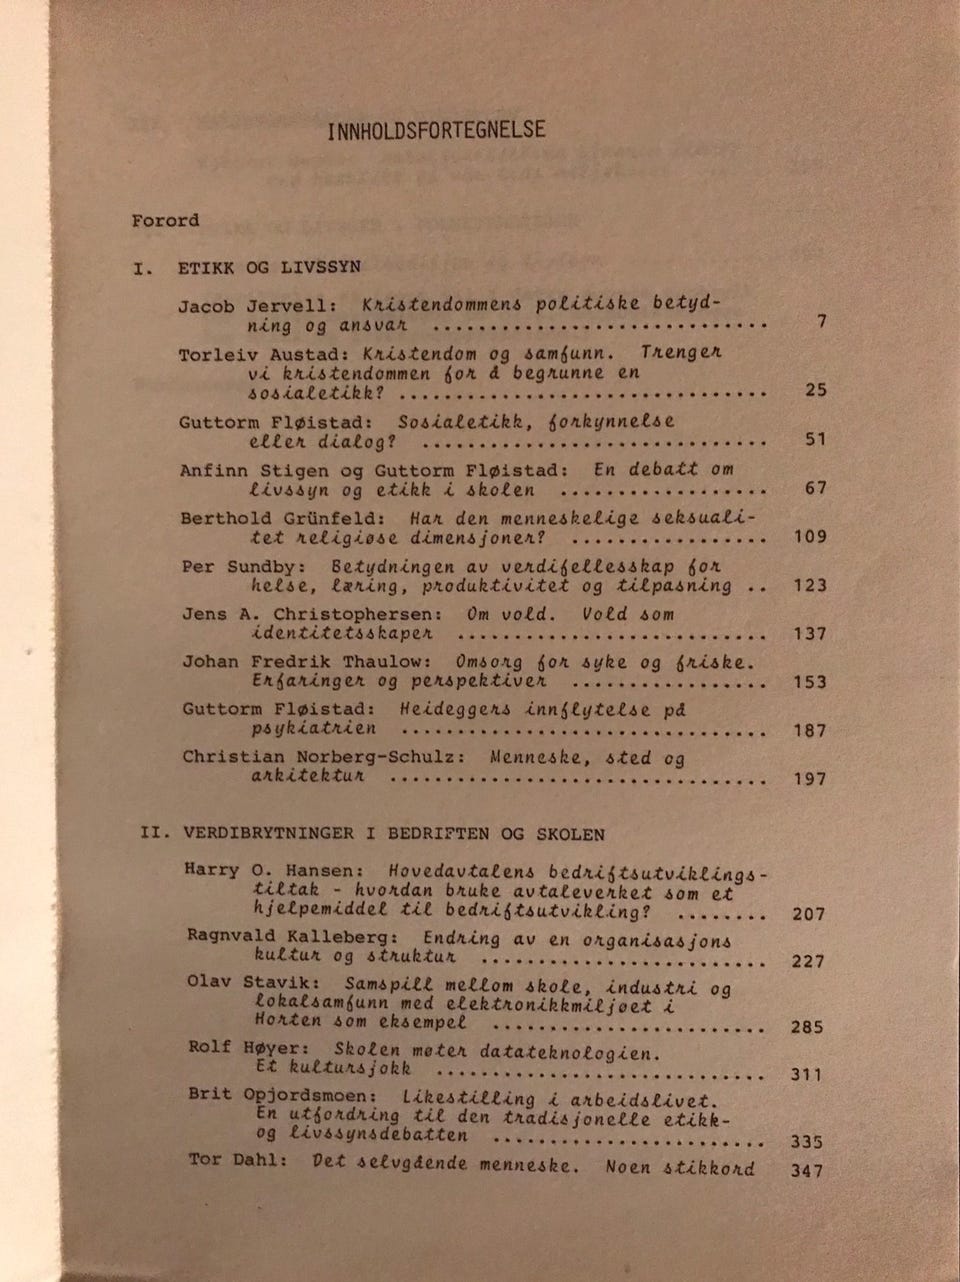 INNHOLDSFORTEGNELSE
Forord
I. ETIKK OG LIVSSYN
Jacob Jervell: Kristendommens politiske betyd-
ning og ansvar .............................. 7
Torleiv Austad: Kristendom og samfunn. Trenger
vi kristendommen for å begrunne en
sosialetikk? ................................. 25
Guttorm Fløistad: Sosialetikk, forkynnelse
eller dialog? ............................... 51
Anfinn Stigen og Guttorm Fløistad: En debatt om
livssyn og etikk i skolen ................... 67
Berthold Grünfeld: Har den menneskelige seksuali-
tet religiøse dimensjoner? .................. 109
Per Sundby: Betydningen av verdifellesskap for
helse, læring, produktivitet og tilpasning .. 123
Jens A. Christophersen: Om vold. Vold som
identitetsskaper ............................ 137
Johan Fredrik Thaulow: Omsorg for syke og friske.
Erfaringer og perspektiver .................. 153
Guttorm Fløistad: Heideggers innflytelse på
psykiatrien ................................. 187
Christian Norberg-Schulz: Menneske, sted og
arkitektur .................................. 197
II. VERDIBRYTNINGER I BEDRIFTEN OG SKOLEN
Harry O. Hansen: Hovedavtalens bedriftsutviklings-
tiltak - hvordan bruke avtaleverket som et
hjelpemiddel til bedriftsutvikling? ........ 207
Ragnvald Kalleberg: Endring av en organisasjons
kultur og struktur ......................... 227
Olav Stavik: Samspill mellom skole, industri og
lokalsamfunn med elektronikkmiljøet i
Horten som eksempel ........................ 285
Rolf Høyer: Skolen møter datateknologien.
Et kultursjokk ............................. 311
Brit Opjordsmoen: Likestilling i arbeidslivet.
En utfordring til den tradisjonelle etikk-
og livssynsdebatten ........................ 335
Tor Dahl: Det selvgående menneske. Noen stikkord 347